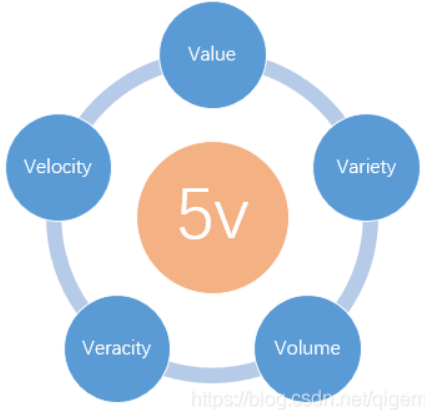 Value
Velocity
Variety
5v
Veracity
Volume
https://blog.csdn.net/qigem